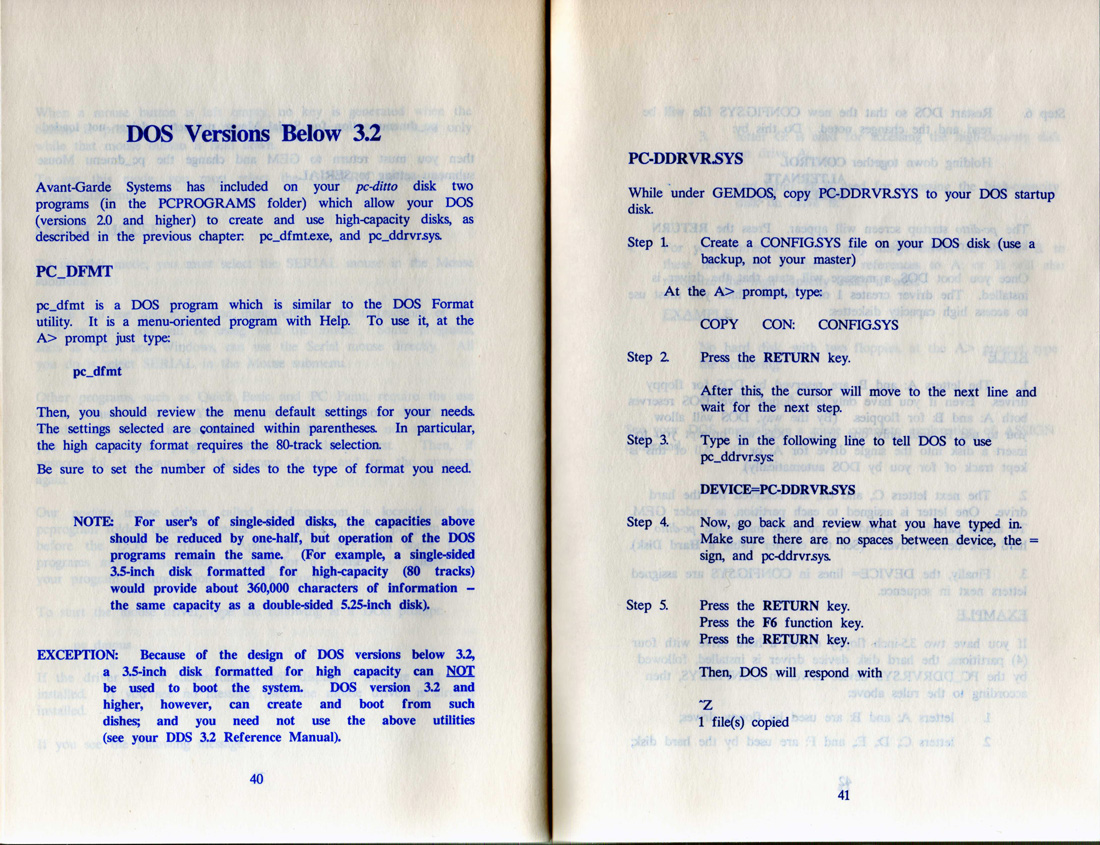 DOS Versions Below 3.2
Avant-Garde Systems has included on your pc-ditto disk two
programs (in the PCPROGRAMS folder) which allow your DOS
(versions 2.0 and higher) to create and use high-capacity disks, as
described in the previous chapter: pc_dfmt.exe, and pc_ddrvr.sys.
PC_DFMT
pc_dfmt is a DOS program which is similar to the DOS Format
utility. It is a menu-oriented program with Help. To use it, at the
A> prompt just type:
pc_dfmt
Then, you should review the menu default settings for your needs.
The settings selected are contained within parentheses. In particular,
the high capacity format requires the 80-track selection.
Be sure to set the number of sides to the type of format you need.
NOTE: For user's of single-sided disks, the capacities above
should be reduced by one-half, but operation of the DOS
programs remain the same. (For example, a single-sided
3.5-inch disk formatted for high-capacity (80 tracks)
would provide about 360,000 characters of information --
the same capacity as a double-sided 5.25-inch disk).
EXCEPTION: Because of the design of DOS versions below 3.2,
a 3.5-inch disk formatted for high capacity can NOT
be used to boot the system. DOS version 3.2 and
higher, however, can create and boot from such
dishes; and you need not use the above utilities
(see your DDS 3.2 Reference Manual).
40
PC-DDRVR.SYS
While under GEMDOS, copy PC-DDRVR.SYS to your DOS startup
disk.
Step 1. Create a CONFIG.SYS file on your DOS disk (use a
backup, not your master)
At the A> prompt, type:
COPY CON: CONFIG.SYS
Step 2. Press the RETURN key.
After this, the cursor will move to the next line and
wait for the next step.
Step 3. Type in the following line to tell DOS to use
pc_ddrvr.sys:
DEVICE=PC-DDRVR.SYS
Step 4. Now, go back and review what you have typed in.
Make sure there are no spaces between device, the =
sign, and pc-ddrvr.sys.
Step 5. Press the RETURN key.
Press the F6 function key.
Press the RETURN key.
Then, DOS will respond with
^Z
1 file(s) copied
41